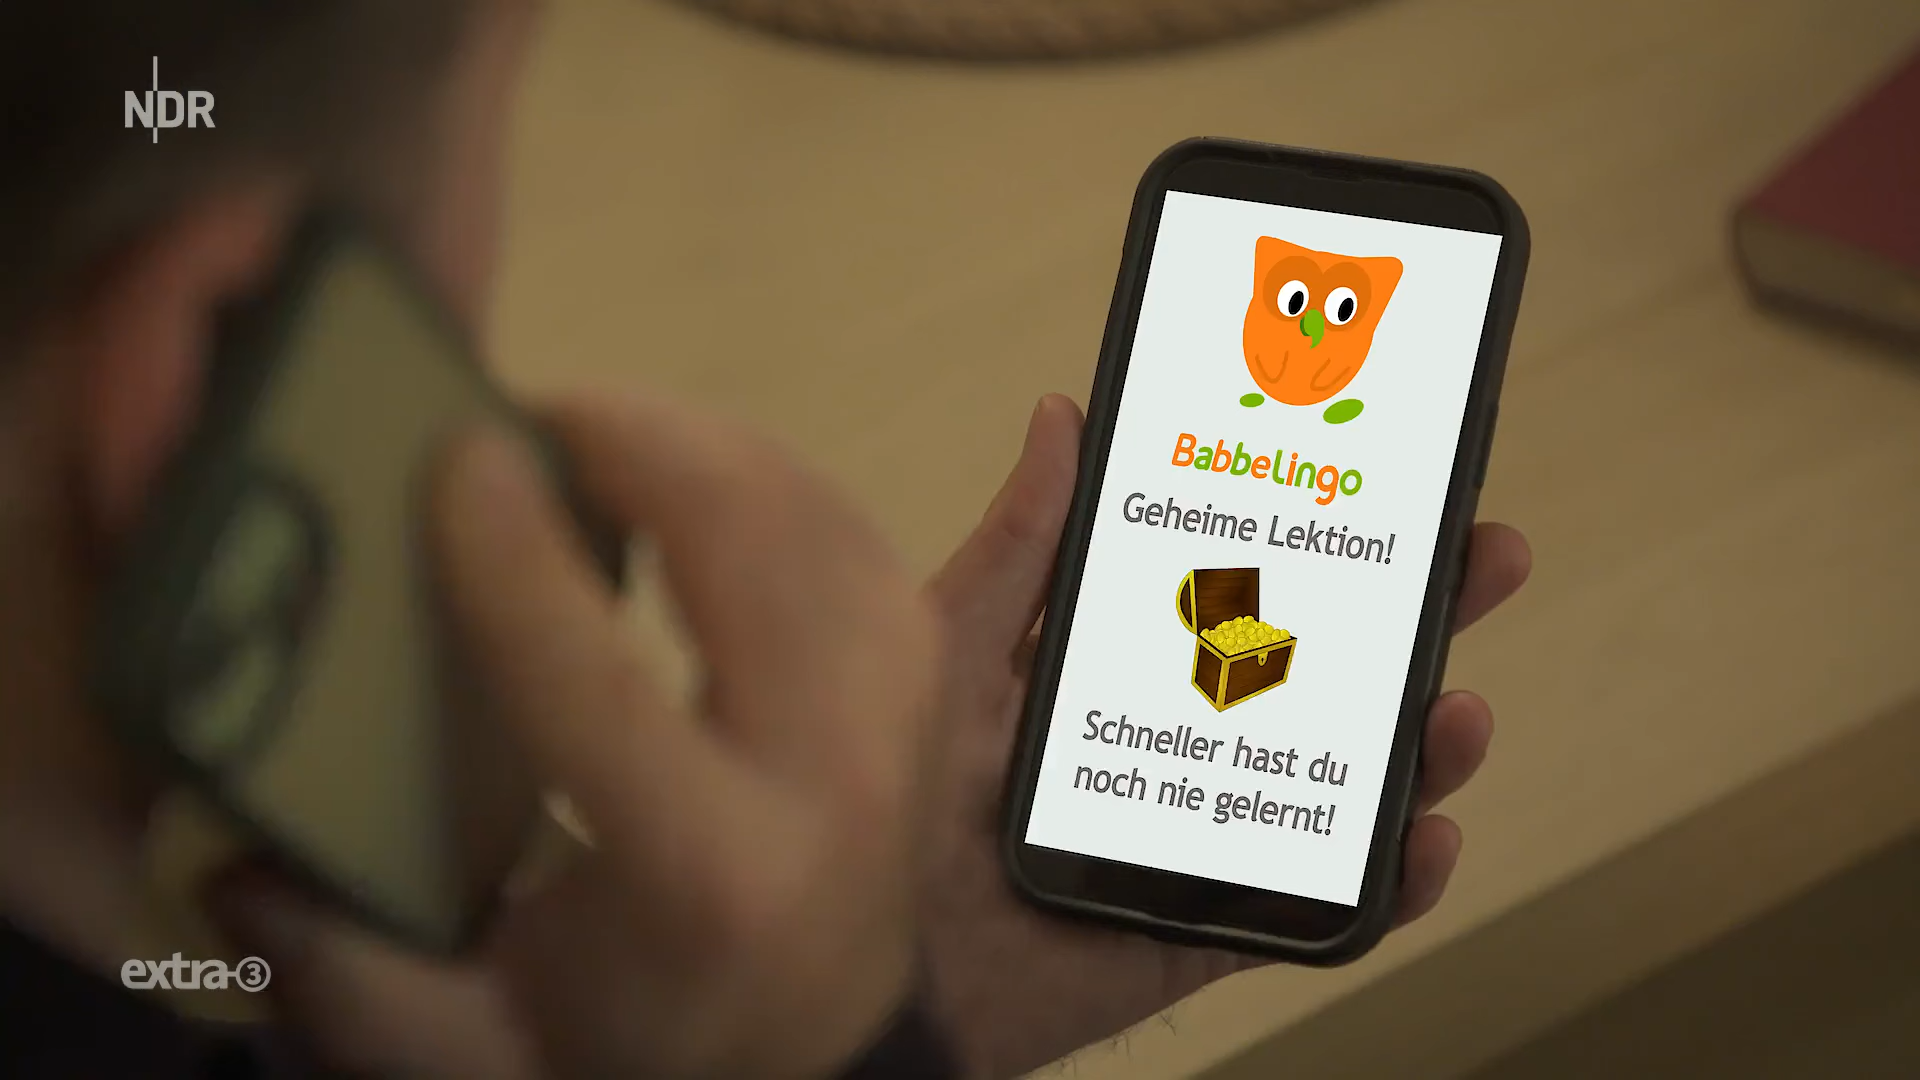 NDR
Babbelingo
Geheime Lektion!
Schneller hast du
noch nie gelernt!
extra-3